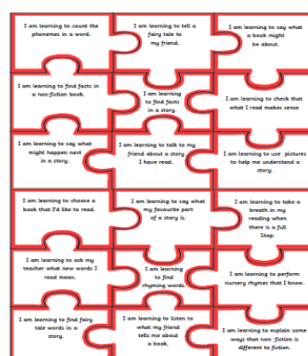 I am learning to count the
phonemes in a word.
I am learning to tell a
fairy tale to
my friend.
I am learning to say what
a book might
be about.
I am learning to find facts in
a non-fiction book.
I am learning
to find facts
in a story.
I am learning to check that
what I read makes sense
I am learning to say what
might happen next
in a story.
I am learning to talk to my
friend about a story
I have read.
I am learning to use pictures
to help me understand a
story.
I am learning to choose a
book that I'd like to read.
I am learning to say what
my favourite part
of a story is.
I am learning to take a
breath in my
reading when
there is a full
Stop.
I am learning to ask my
teacher what new words I
read mean.
I am learning
to find
rhyming words.
I am learning to perform
nursery rhymes that I know.
I am learning to find fairy
tale words in a
story.
I am learning to listen to
what my friend
tells me about
a book.
I am learning to explain some
ways that non-fiction is
different to fiction.